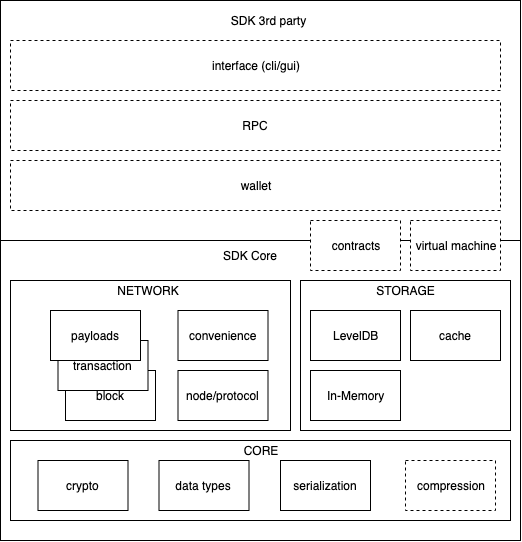 SDK 3rd party
interface (cli/gui)
RPC
wallet
contracts
virtual machine
SDK Core
NETWORK
payloads
transaction
block
convenience
node/protocol
STORAGE
LevelDB
cache
In-Memory
CORE
crypto
data types
serialization
compression